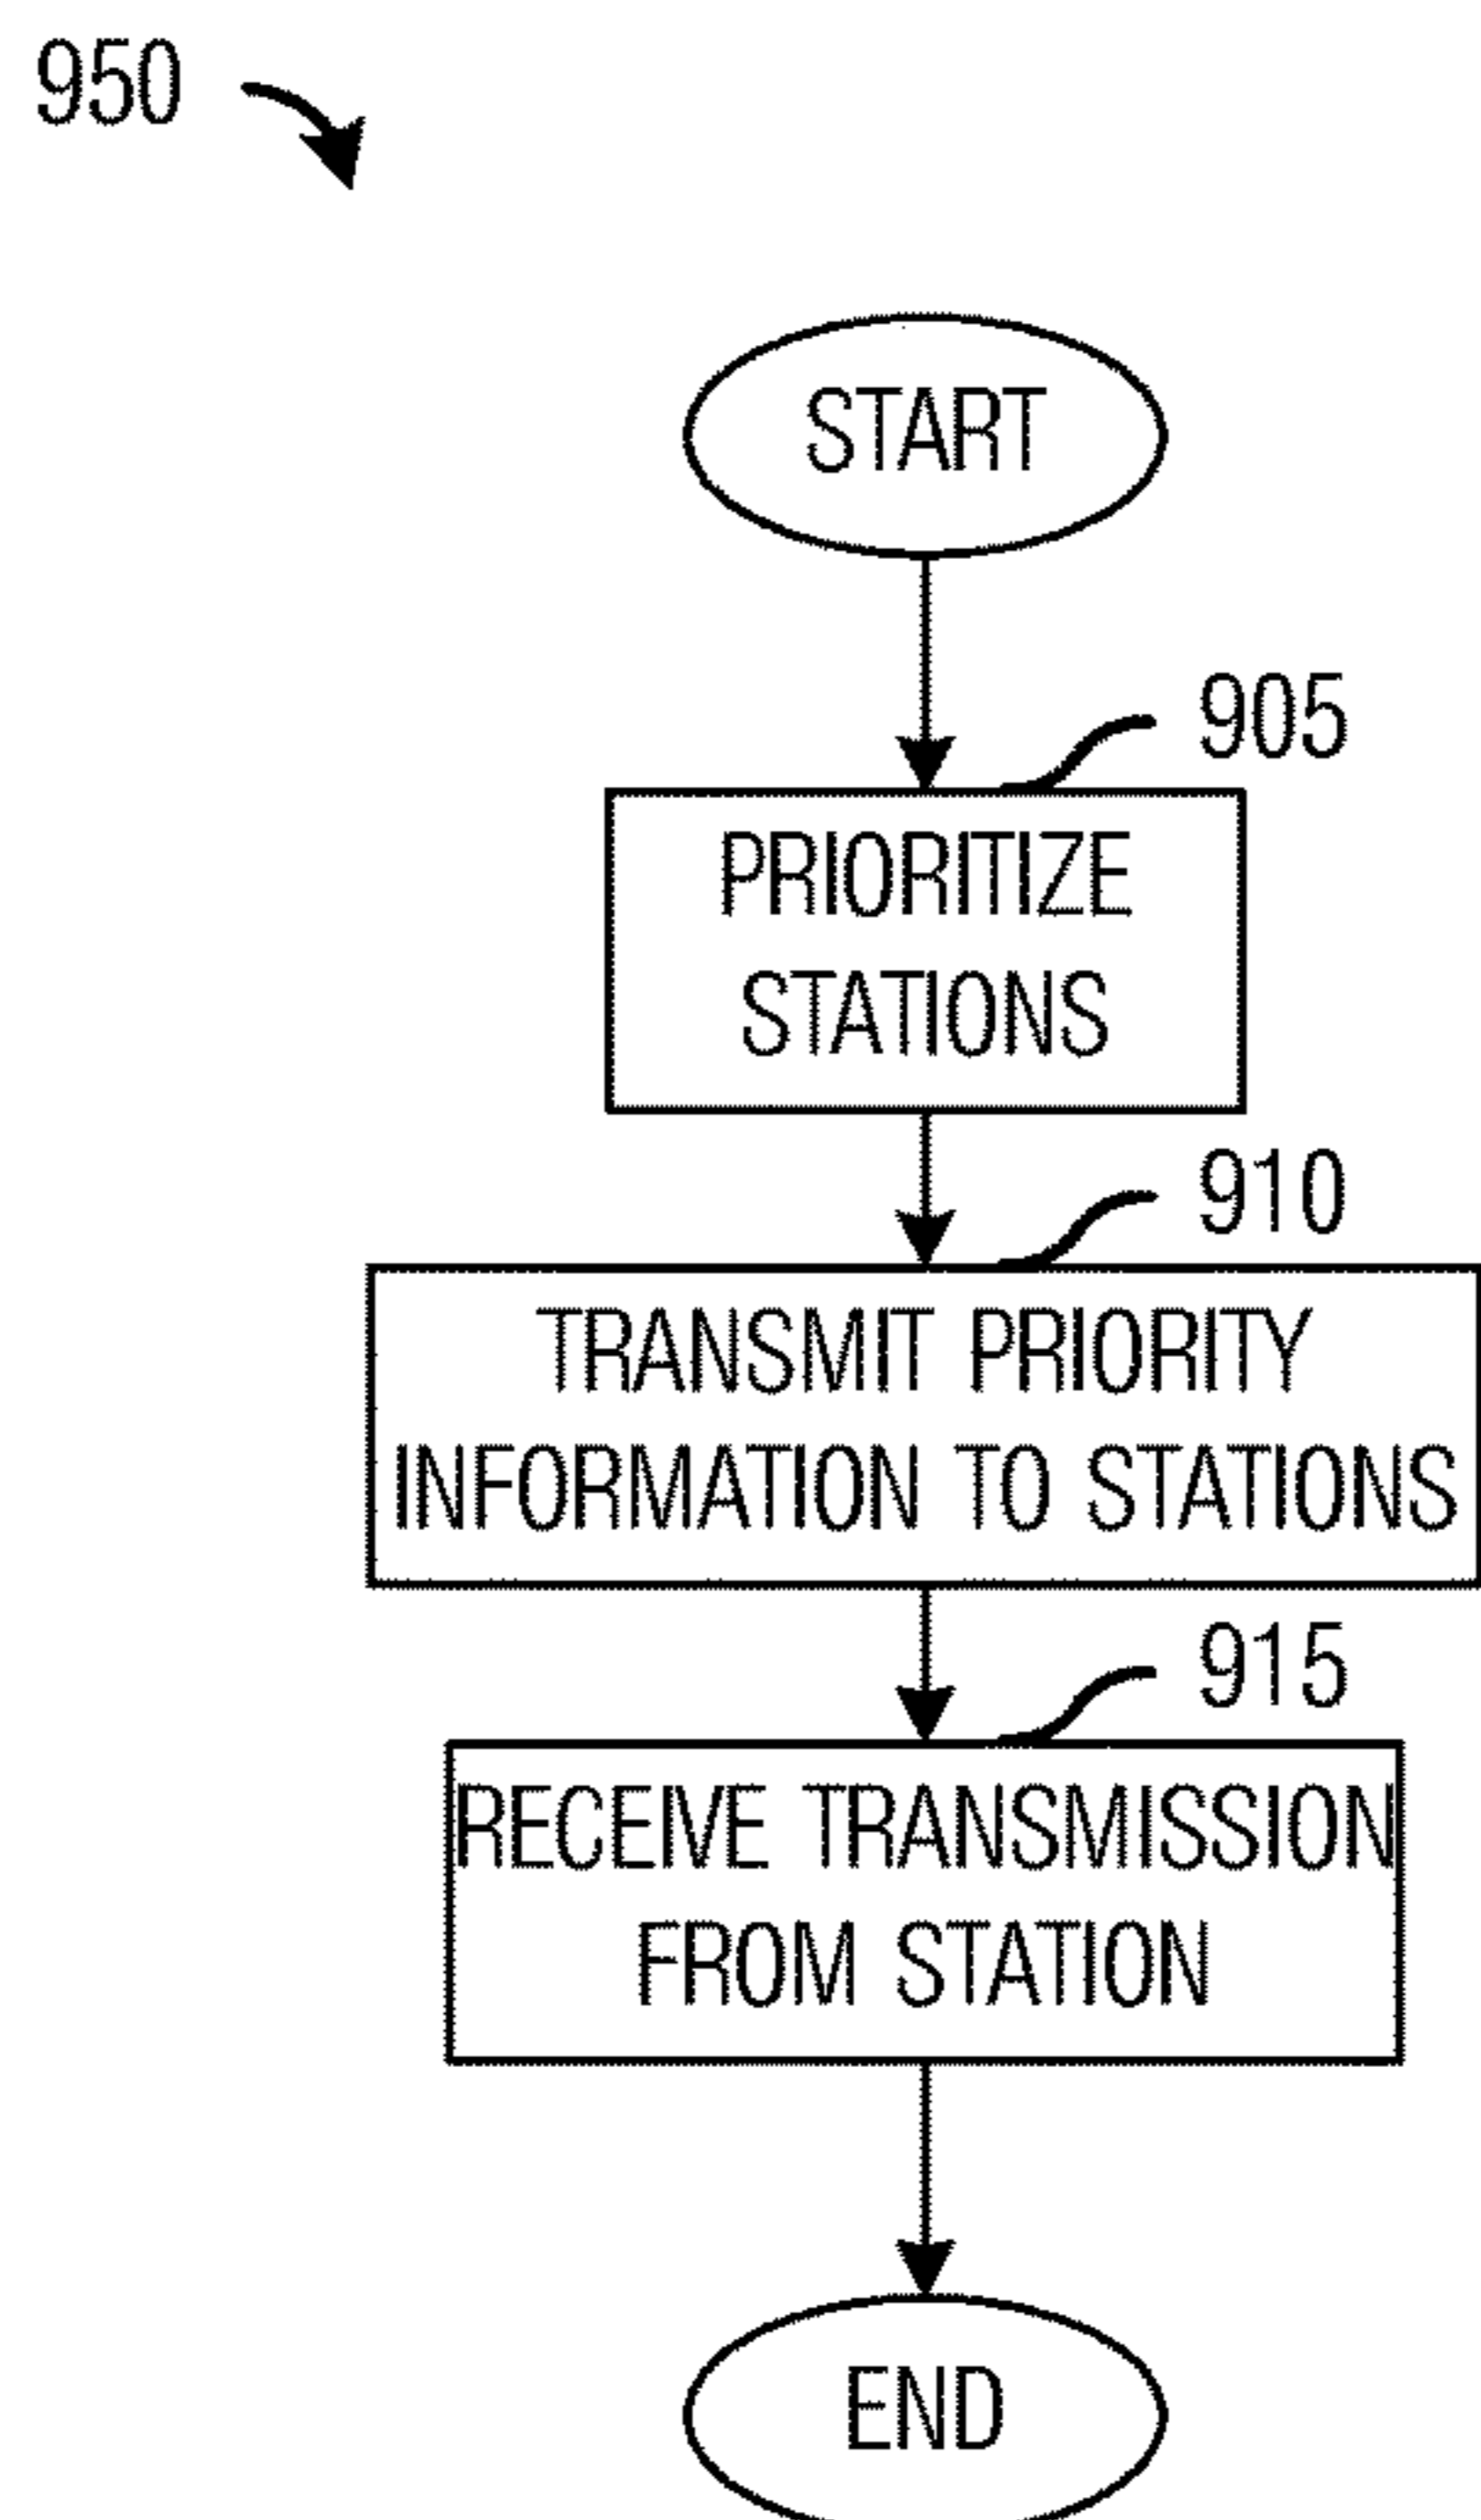 950
START
905
PRIORITIZE
STATIONS
910
TRANSMIT PRIORITY
INFORMATION TO STATIONS
915
RECEIVE TRANSMISSION
FROM STATION
END